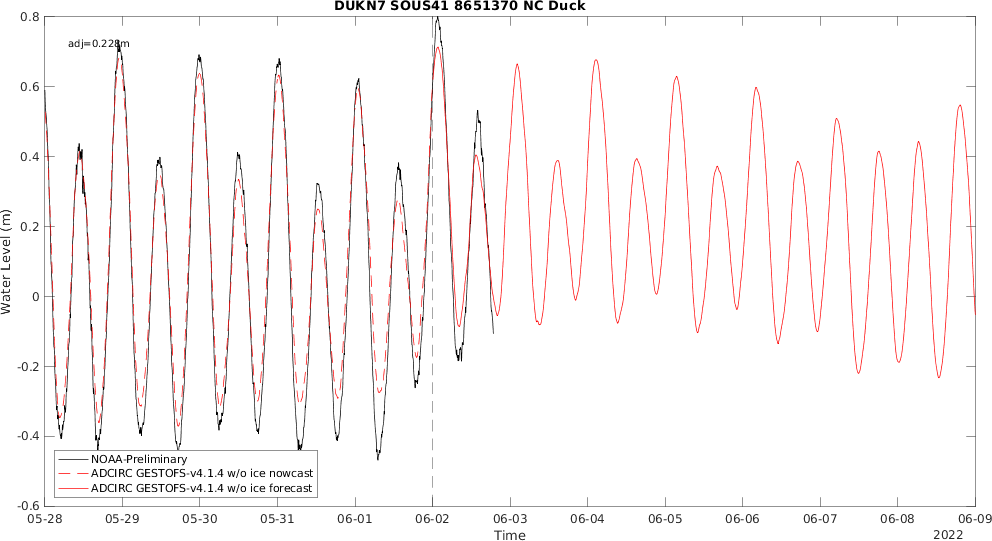 DUKN7 SOUS41 8651370 NC Duck
adj=0.228m
Water Level (m)
0.8
0.6
0.4
0.2
0
-0.2
-0.4
-0.6
NOAA-Preliminary
ADCIRC GESTOFS-v4.1.4 w/o ice nowcast
ADCIRC GESTOFS-v4.1.4 w/o ice forecast
05-28 05-29 05-30 05-31 06-01 06-02 06-03 06-04 06-05 06-06 06-07 06-08 06-09
Time
2022